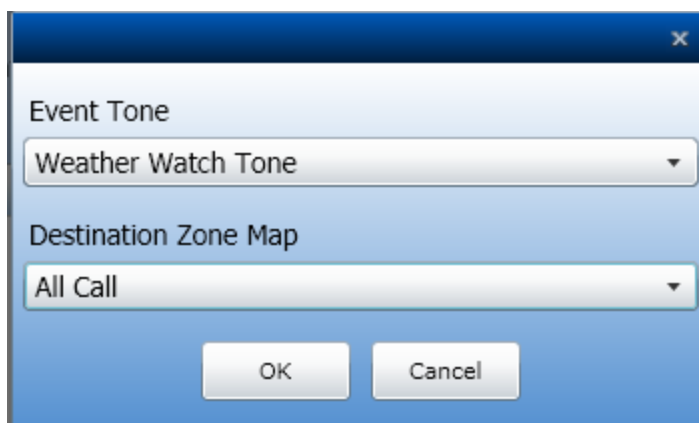 Event Tone
Weather Watch Tone
Destination Zone Map
All Call
OK Cancel